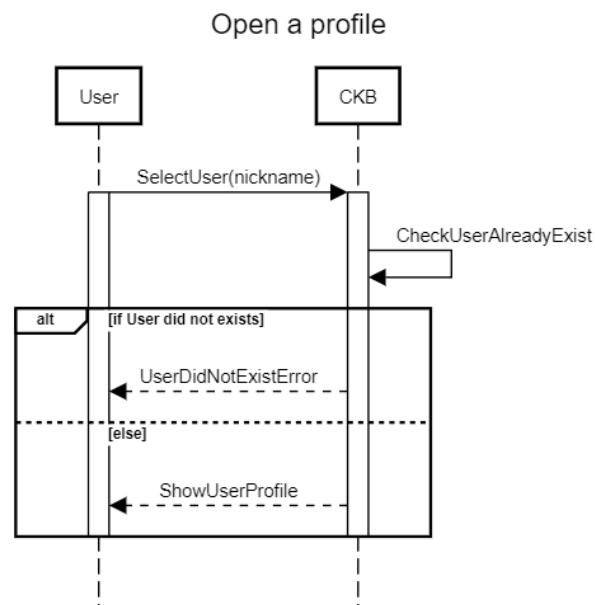 Open a profile
User
CKB
SelectUser(nickname)
CheckUserAlreadyExist
alt
[if User did not exists]
UserDidNotExistError
[else]
ShowUserProfile